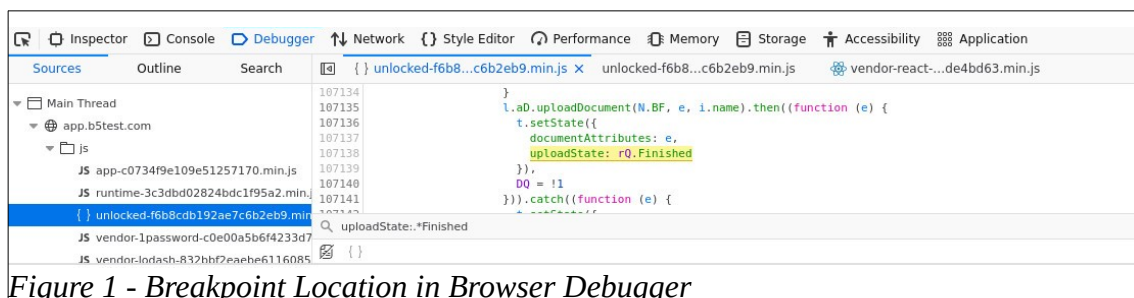 Inspector Console Debugger Network {} Style Editor Performance Memory Storage Accessibility Application
Sources Outline Search { } unlocked-f6b8...c6b2eb9.min.js × unlocked-f6b8...c6b2eb9.min.js vendor-react-...de4bd63.min.js
Main Thread
app.b5test.com
js
JS app-c0734f9e109e51257170.min.js
JS runtime-3c3dbd02824bdc1f95a2.min.j
{ } unlocked-f6b8cdb192ae7c6b2eb9.min
JS vendor-1password-c0e00a5b6f4233d7
JS vendor-lodash-832bbf2eaebe6116085
107134 }
107135 l.aD.uploadDocument(N.BF, e, i.name).then((function (e) {
107136 t.setState({
107137 documentAttributes: e,
107138 uploadState: rQ.Finished
107139 }),
107140 DQ = !1
107141 })).catch((function (e) {
t.setState({
uploadState:.*Finished
{ }
Figure 1 - Breakpoint Location in Browser Debugger